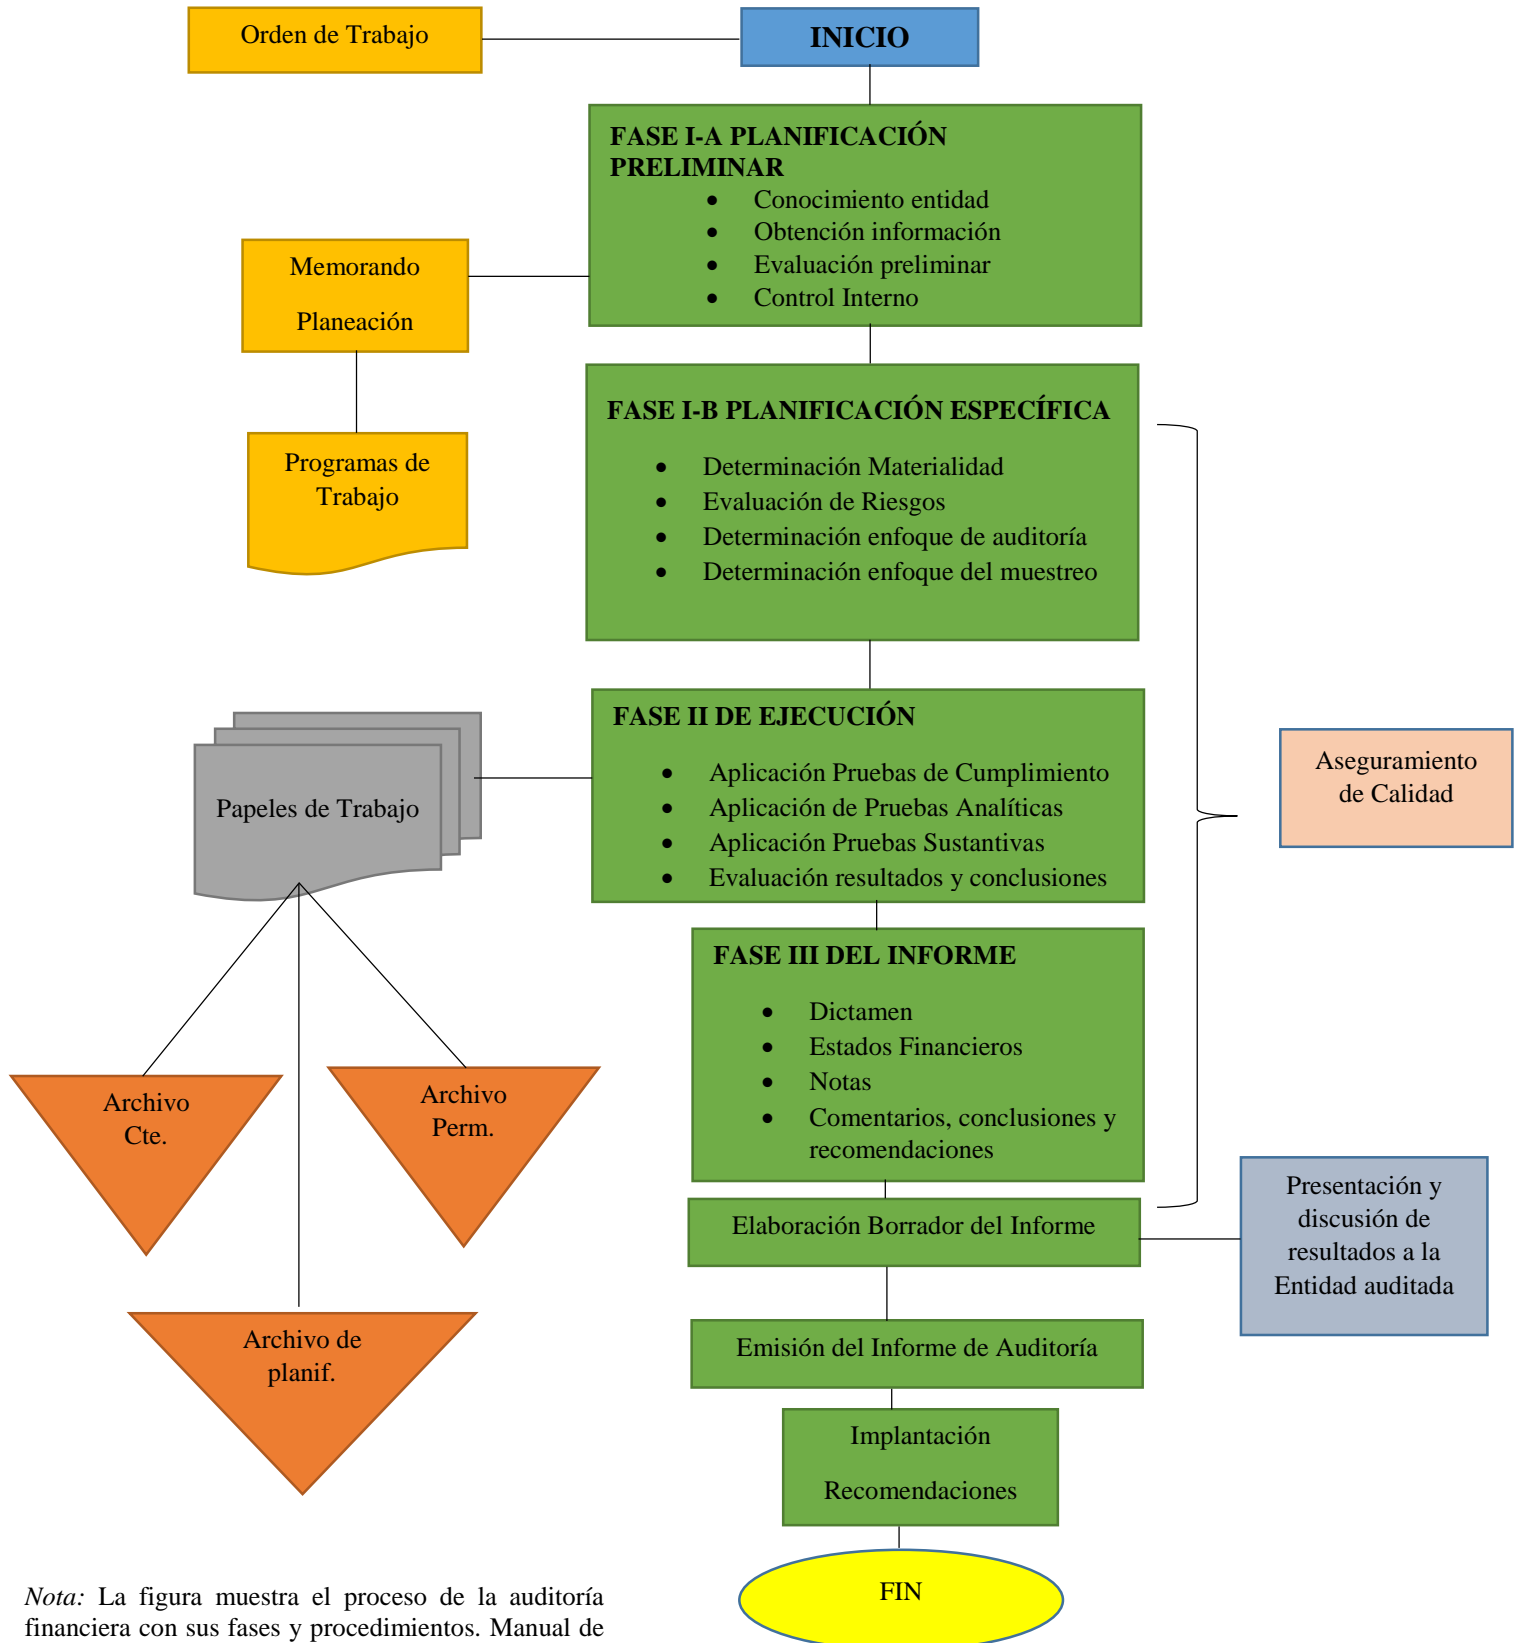 Orden de Trabajo
INICIO
FASE I-A PLANIFICACIÓN
PRELIMINAR
• Conocimiento entidad
• Obtención información
• Evaluación preliminar
• Control Interno
Memorando
Planeación
Programas de
Trabajo
FASE I-B PLANIFICACIÓN ESPECÍFICA
• Determinación Materialidad
• Evaluación de Riesgos
• Determinación enfoque de auditoría
• Determinación enfoque del muestreo
FASE II DE EJECUCIÓN
• Aplicación Pruebas de Cumplimiento
• Aplicación de Pruebas Analíticas
• Aplicación Pruebas Sustantivas
• Evaluación resultados y conclusiones
Papeles de Trabajo
Aseguramiento
de Calidad
FASE III DEL INFORME
• Dictamen
• Estados Financieros
• Notas
• Comentarios, conclusiones y
recomendaciones
Archivo
Cte.
Archivo
Perm.
Archivo de
planif.
Elaboración Borrador del Informe
Presentación y
discusión de
resultados a la
Entidad auditada
Emisión del Informe de Auditoría
Implantación
Recomendaciones
FIN
Nota: La figura muestra el proceso de la auditoría
financiera con sus fases y procedimientos. Manual de